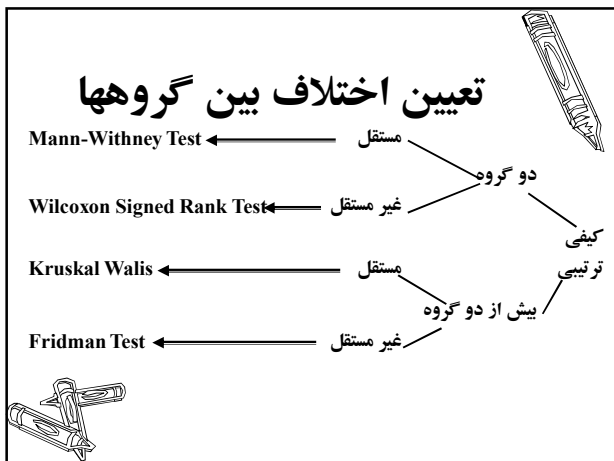 تعیین اختلاف بین گروهها
Mann-Withney Test
مستقل
دو گروه
Wilcoxon Signed Rank Test
غیر مستقل
کیفی
ترتیبی
Kruskal Walis
مستقل
بیش از دو گروه
Fridman Test
غیر مستقل